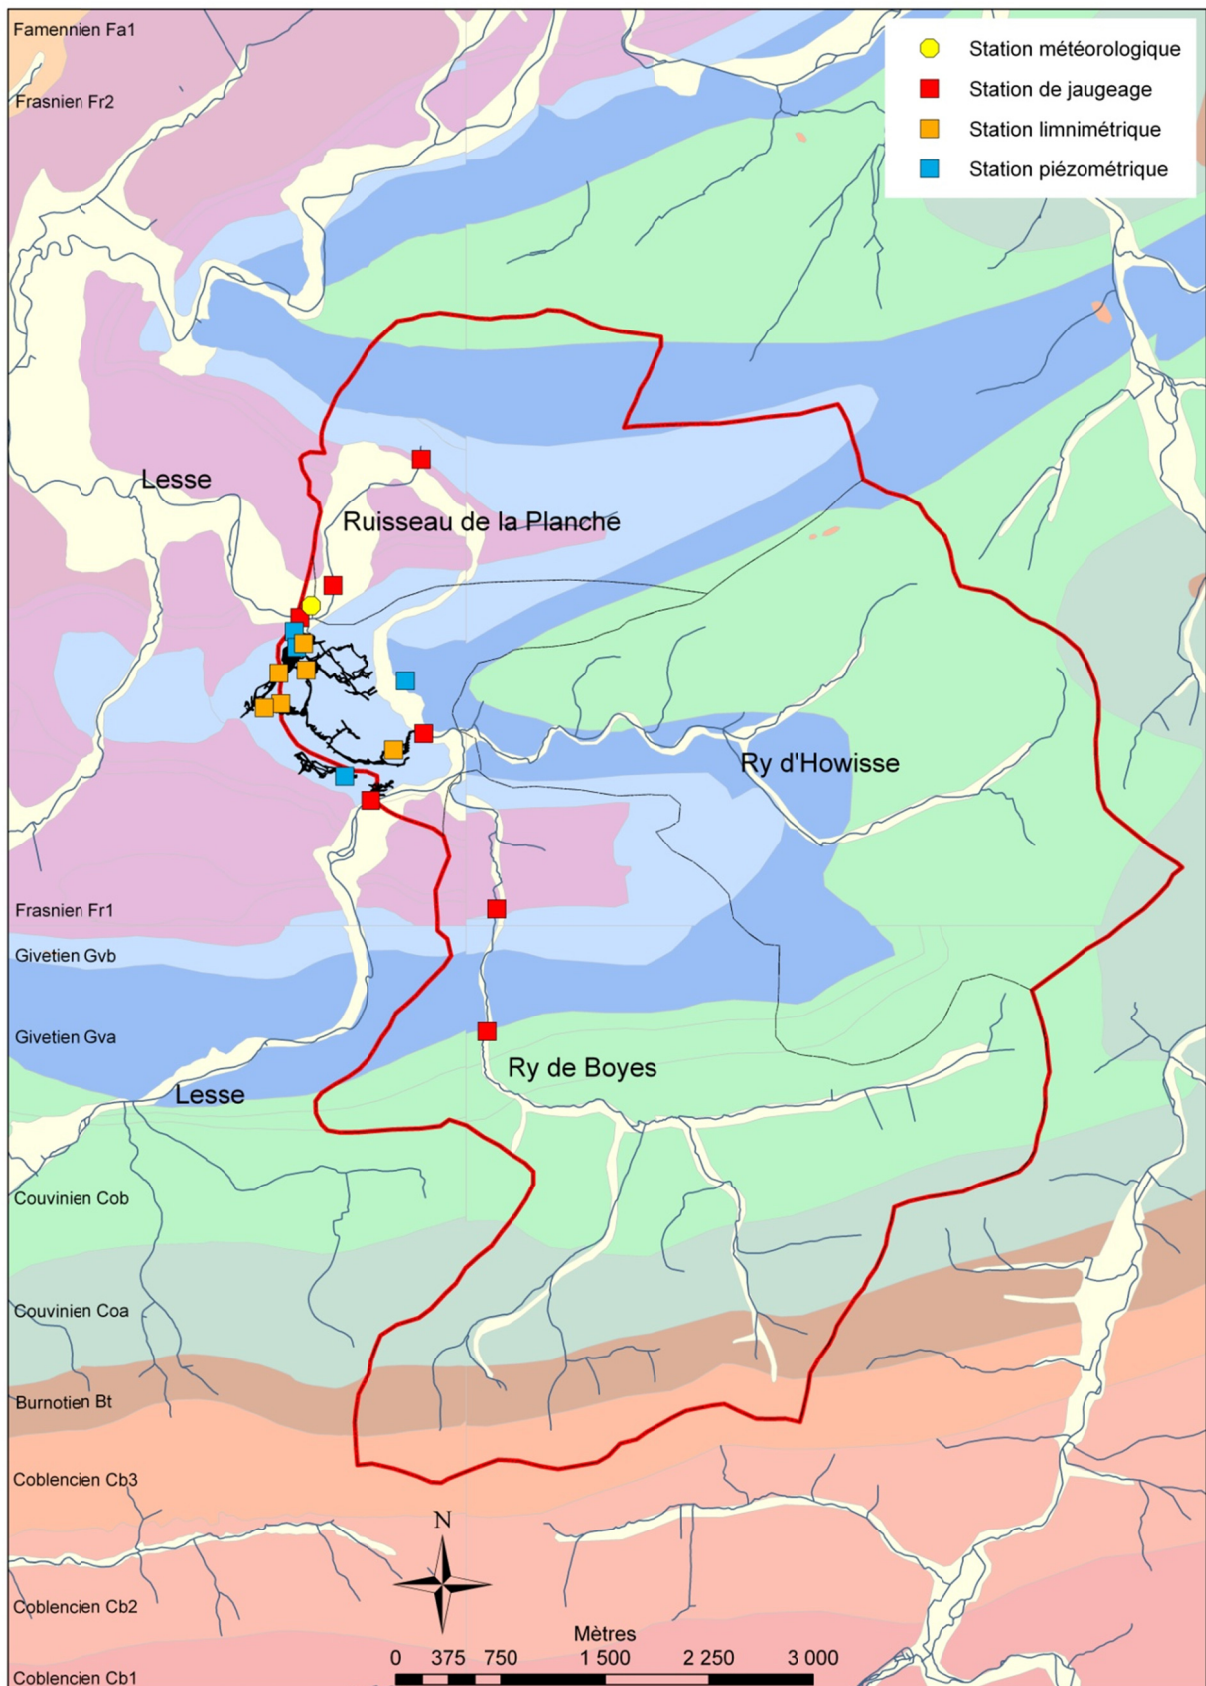 Famennien Fa1
Frasnien Fr2
Station météorologique
Station de jaugeage
Station limnimétrique
Station piézométrique
Lesse
Ruisseau de la Planche
Ry d'Howisse
Frasnien Fr1
Givetien Gvb
Givetien Gva
Ry de Boyes
Lesse
Couvinien Cob
Couvinien Coa
Burnotien Bt
Coblencien Cb3
N
Coblencien Cb2
Mètres
0 375 750 1 500 2 250 3 000
Coblencien Cb1